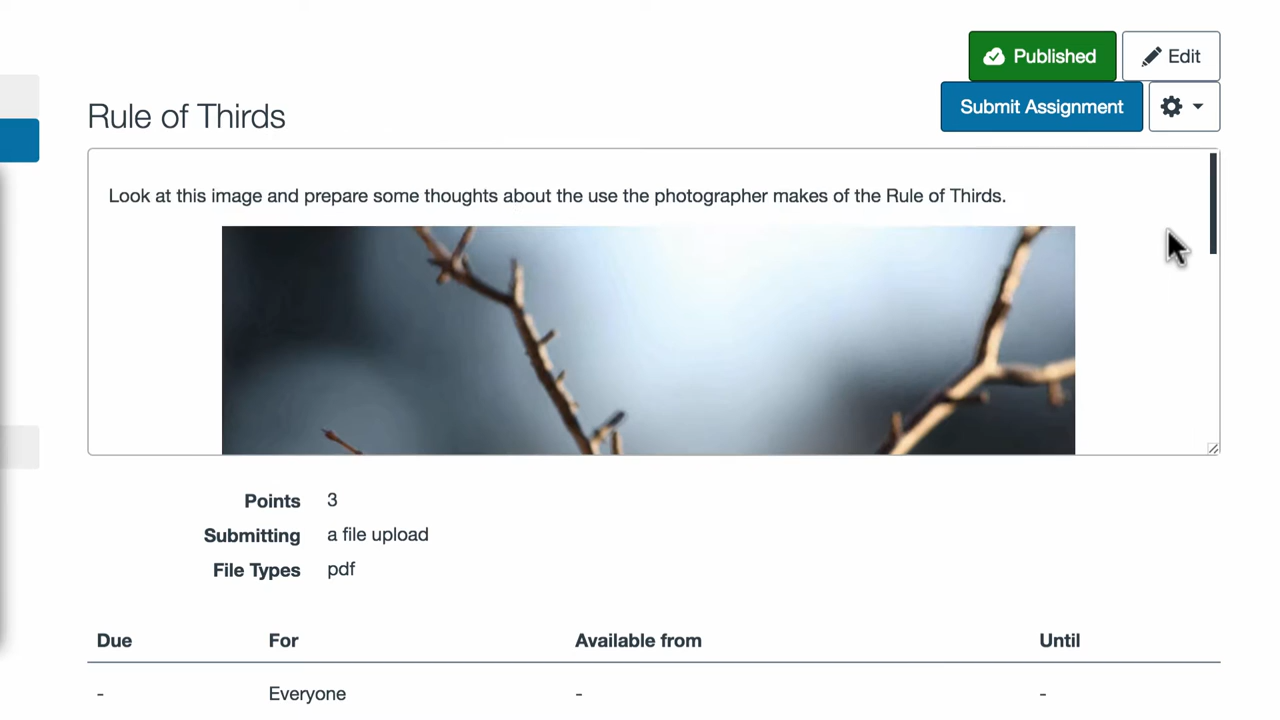 Published
Edit
Rule of Thirds
Submit Assignment
Look at this image and prepare some thoughts about the use the photographer makes of the Rule of Thirds.
Points 3
Submitting a file upload
File Types pdf
Due For Available from Until
- Everyone - -